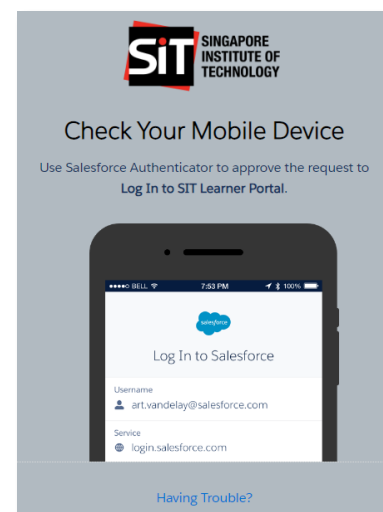 SiT
SINGAPORE
INSTITUTE OF
TECHNOLOGY
Check Your Mobile Device
Use Salesforce Authenticator to approve the request to
Log In to SIT Learner Portal.
BELL 7:53 PM 100%
salesforce
Log In to Salesforce
Username
art.vandelay@salesforce.com
Service
login.salesforce.com
Having Trouble?